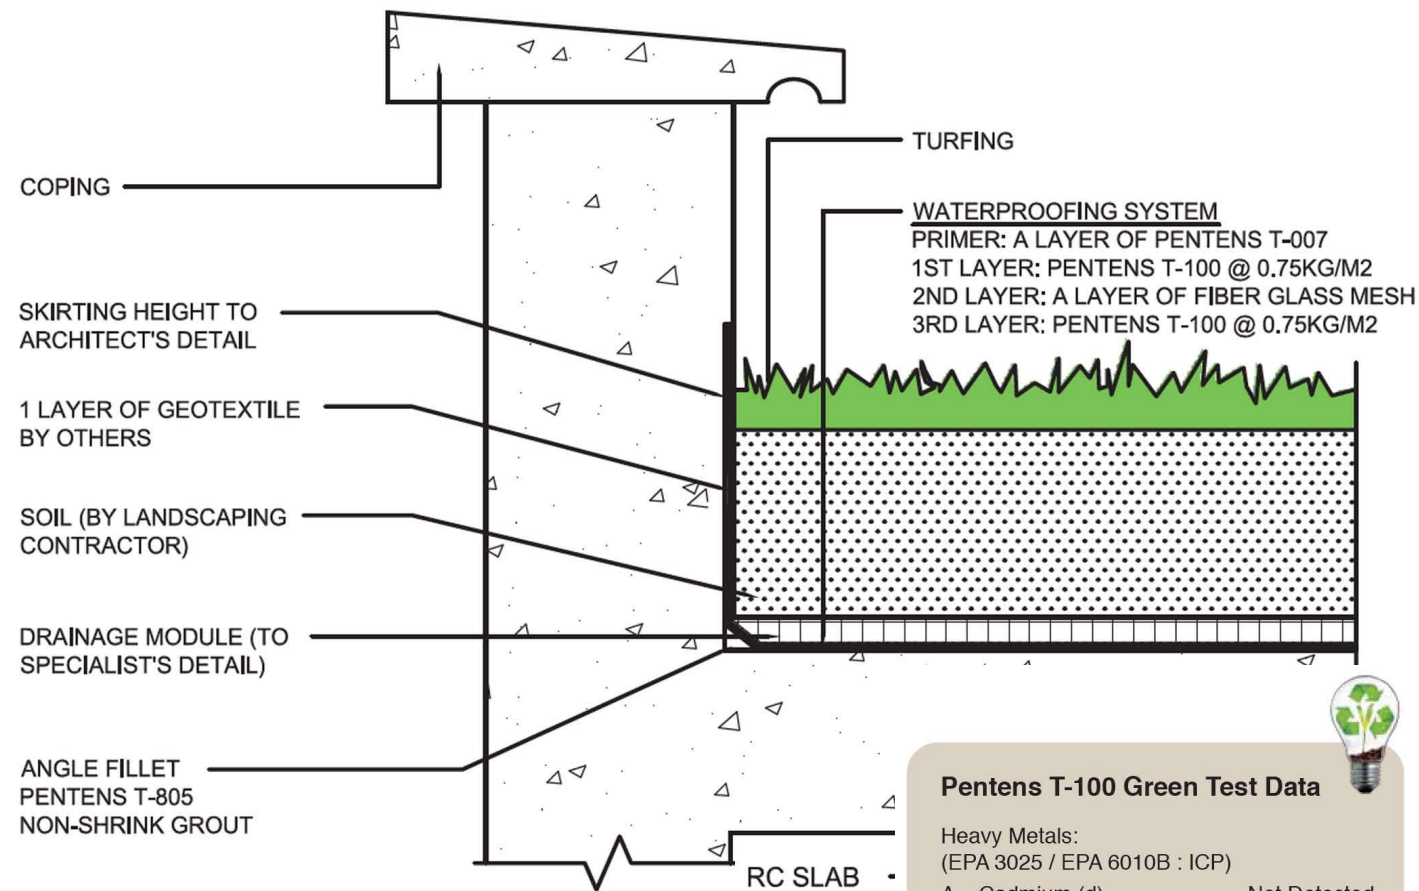 COPING
SKIRTING HEIGHT TO
ARCHITECT'S DETAIL
1 LAYER OF GEOTEXTILE
BY OTHERS
SOIL (BY LANDSCAPING
CONTRACTOR)
DRAINAGE MODULE (TO
SPECIALIST'S DETAIL)
ANGLE FILLET
PENTENS T-805
NON-SHRINK GROUT
TURFING
WATERPROOFING SYSTEM
PRIMER: A LAYER OF PENTENS T-007
1ST LAYER: PENTENS T-100 @ 0.75KG/M2
2ND LAYER: A LAYER OF FIBER GLASS MESH
3RD LAYER: PENTENS T-100 @ 0.75KG/M2
RC SLAB
Pentens T-100 Green Test Data
Heavy Metals:
(EPA 3025 / EPA 6010B : ICP)
A Cadmium (d) Not Detected